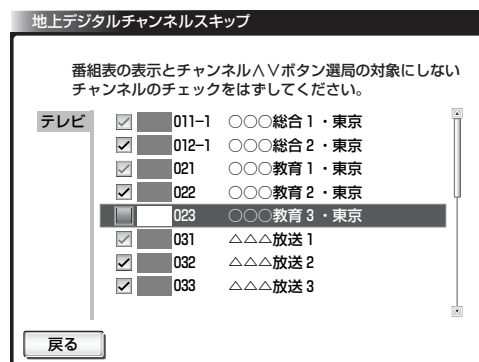 地上デジタルチャンネルスキップ
番組表の表示とチャンネル∧∨ボタン選局の対象にしない
チャンネルのチェックをはずしてください。
テレビ
011-1 ○○○総合1・東京
012-1 ○○○総合2・東京
021 ○○○教育1・東京
022 ○○○教育2・東京
023 ○○○教育3・東京
031 △△△放送1
032 △△△放送2
033 △△△放送3
戻る